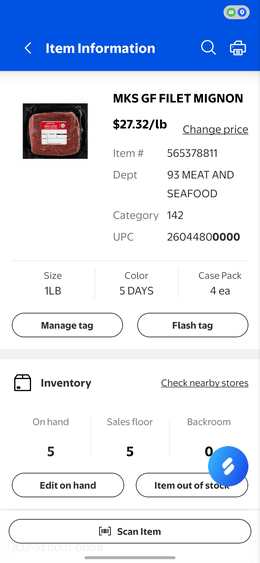 0
Item Information
MKS GF FILET MIGNON
$27.32/lb
Change price
Item # 565378811
Dept 93 MEAT AND
SEAFOOD
Category 142
UPC 26044800000
Size Color Case Pack
1LB 5 DAYS 4 ea
Manage tag Flash tag
Inventory Check nearby stores
On hand Sales floor Backroom
5 5 0
Edit on hand Item out of stock
Scan Item